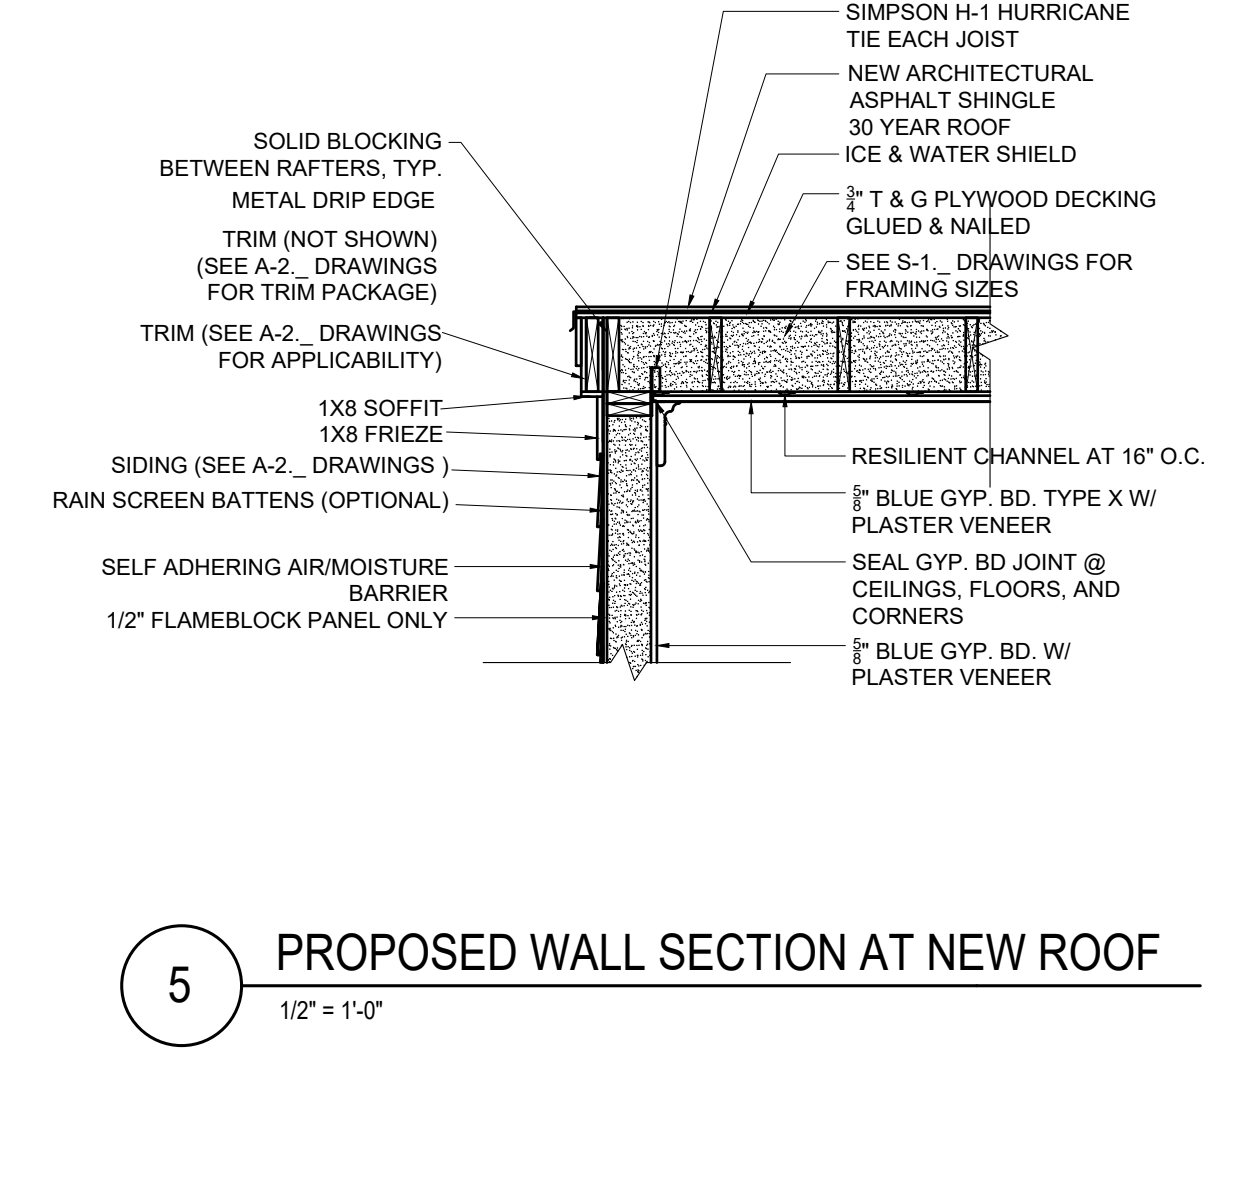 SIMPSON H-1 HURRICANE
TIE EACH JOIST
NEW ARCHITECTURAL
ASPHALT SHINGLE
30 YEAR ROOF
ICE & WATER SHIELD
3/4" T & G PLYWOOD DECKING
GLUED & NAILED
SEE S-1._ DRAWINGS FOR
FRAMING SIZES
SOLID BLOCKING
BETWEEN RAFTERS, TYP.
METAL DRIP EDGE
TRIM (NOT SHOWN)
(SEE A-2._ DRAWINGS
FOR TRIM PACKAGE)
TRIM (SEE A-2._ DRAWINGS
FOR APPLICABILITY)
1X8 SOFFIT
1X8 FRIEZE
SIDING (SEE A-2._ DRAWINGS )
RAIN SCREEN BATTENS (OPTIONAL)
SELF ADHERING AIR/MOISTURE
BARRIER
1/2" FLAMEBLOCK PANEL ONLY
RESILIENT CHANNEL AT 16" O.C.
5/8" BLUE GYP. BD. TYPE X W/
PLASTER VENEER
SEAL GYP. BD JOINT @
CEILINGS, FLOORS, AND
CORNERS
5/8" BLUE GYP. BD. W/
PLASTER VENEER
5
PROPOSED WALL SECTION AT NEW ROOF
1/2" = 1'-0"